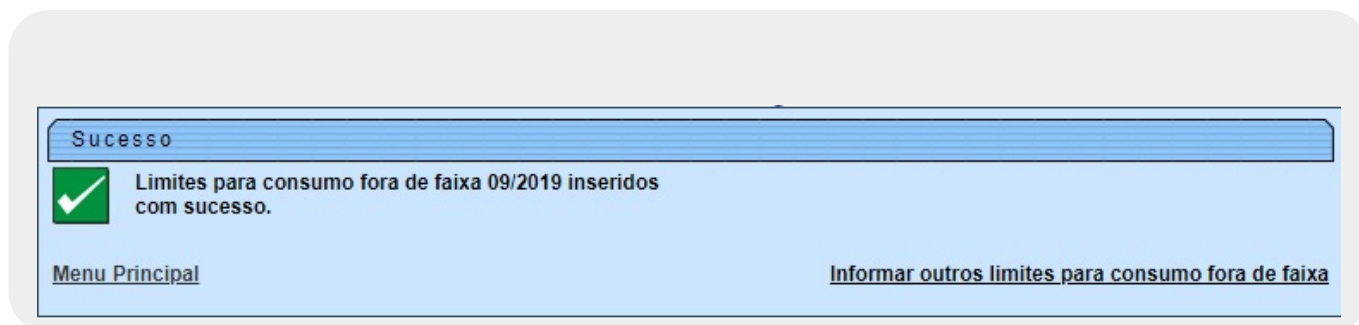 Sucesso
Limites para consumo fora de faixa 09/2019 inseridos
com sucesso.
Menu Principal
Informar outros limites para consumo fora de faixa